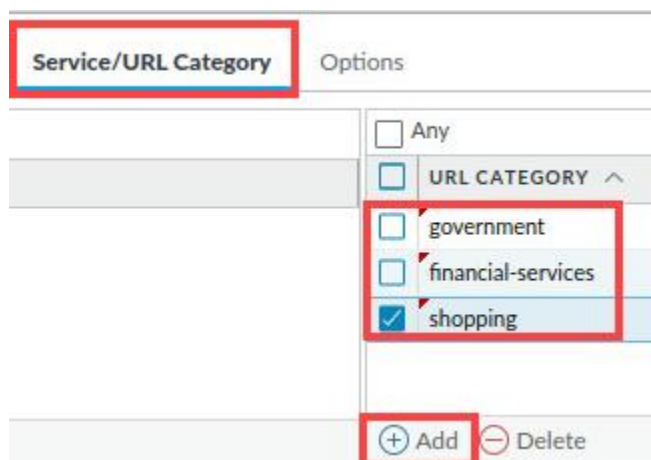 Service/URL Category Options
Any
URL CATEGORY
government
financial-services
shopping
Add Delete